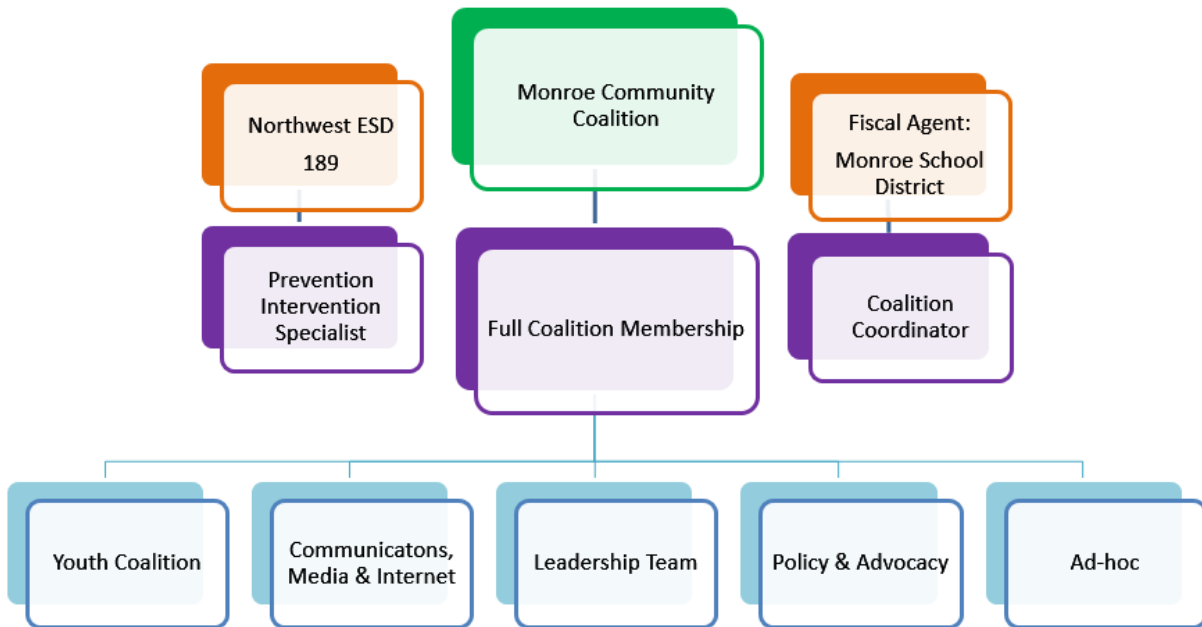 Monroe Community
Coalition
Northwest ESD
189
Fiscal Agent:
Monroe School
District
Prevention
Intervention
Specialist
Full Coalition Membership
Coalition
Coordinator
Youth Coalition
Communicatons,
Media & Internet
Leadership Team
Policy & Advocacy
Ad-hoc